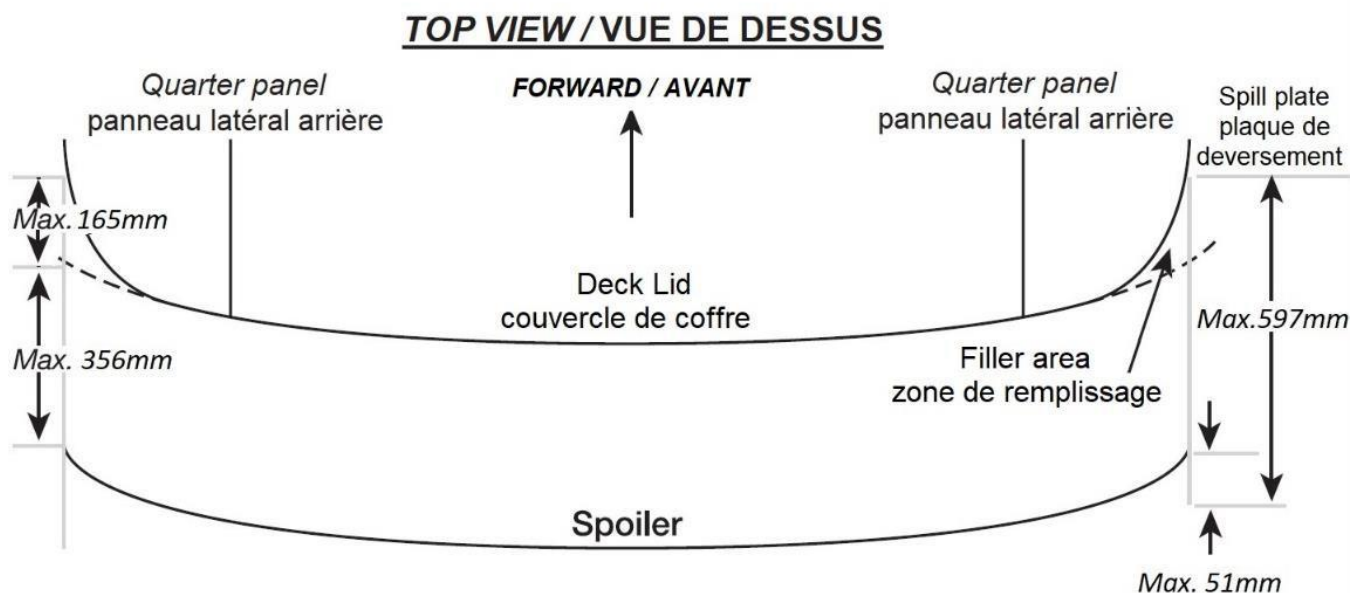 TOP VIEW / VUE DE DESSUS
Quarter panel
panneau latéral arrière
FORWARD / AVANT
Quarter panel
panneau latéral arrière
Spill plate
plaque de
deversement
Max. 165mm
Deck Lid
couvercle de coffre
Max. 356mm
Max.597mm
Filler area
zone de remplissage
Spoiler
Max. 51mm